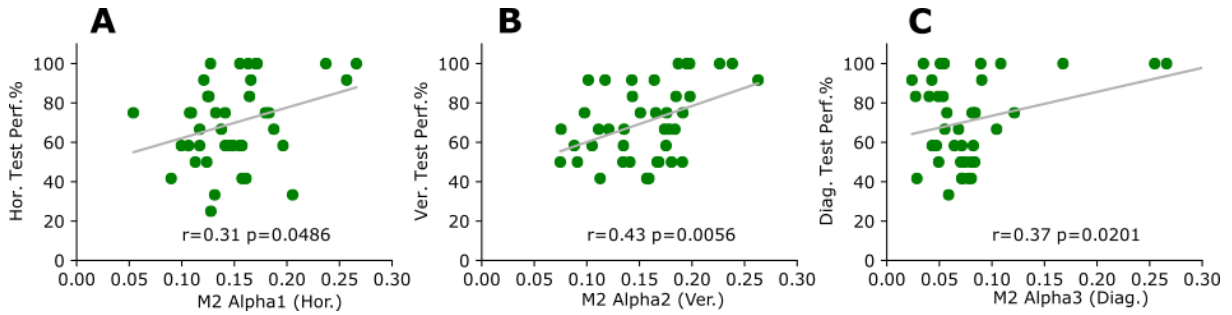 A
Hor. Test Perf.%
100
80
60
40
20
0
0.00 0.05 0.10 0.15 0.20 0.25 0.30
r=0.31 p=0.0486
M2 Alpha1 (Hor.)
B
Ver. Test Perf.%
100
80
60
40
20
0
0.00 0.05 0.10 0.15 0.20 0.25 0.30
r=0.43 p=0.0056
M2 Alpha2 (Ver.)
C
Diag. Test Perf.%
100
80
60
40
20
0
0.00 0.05 0.10 0.15 0.20 0.25 0.30
r=0.37 p=0.0201
M2 Alpha3 (Diag.)